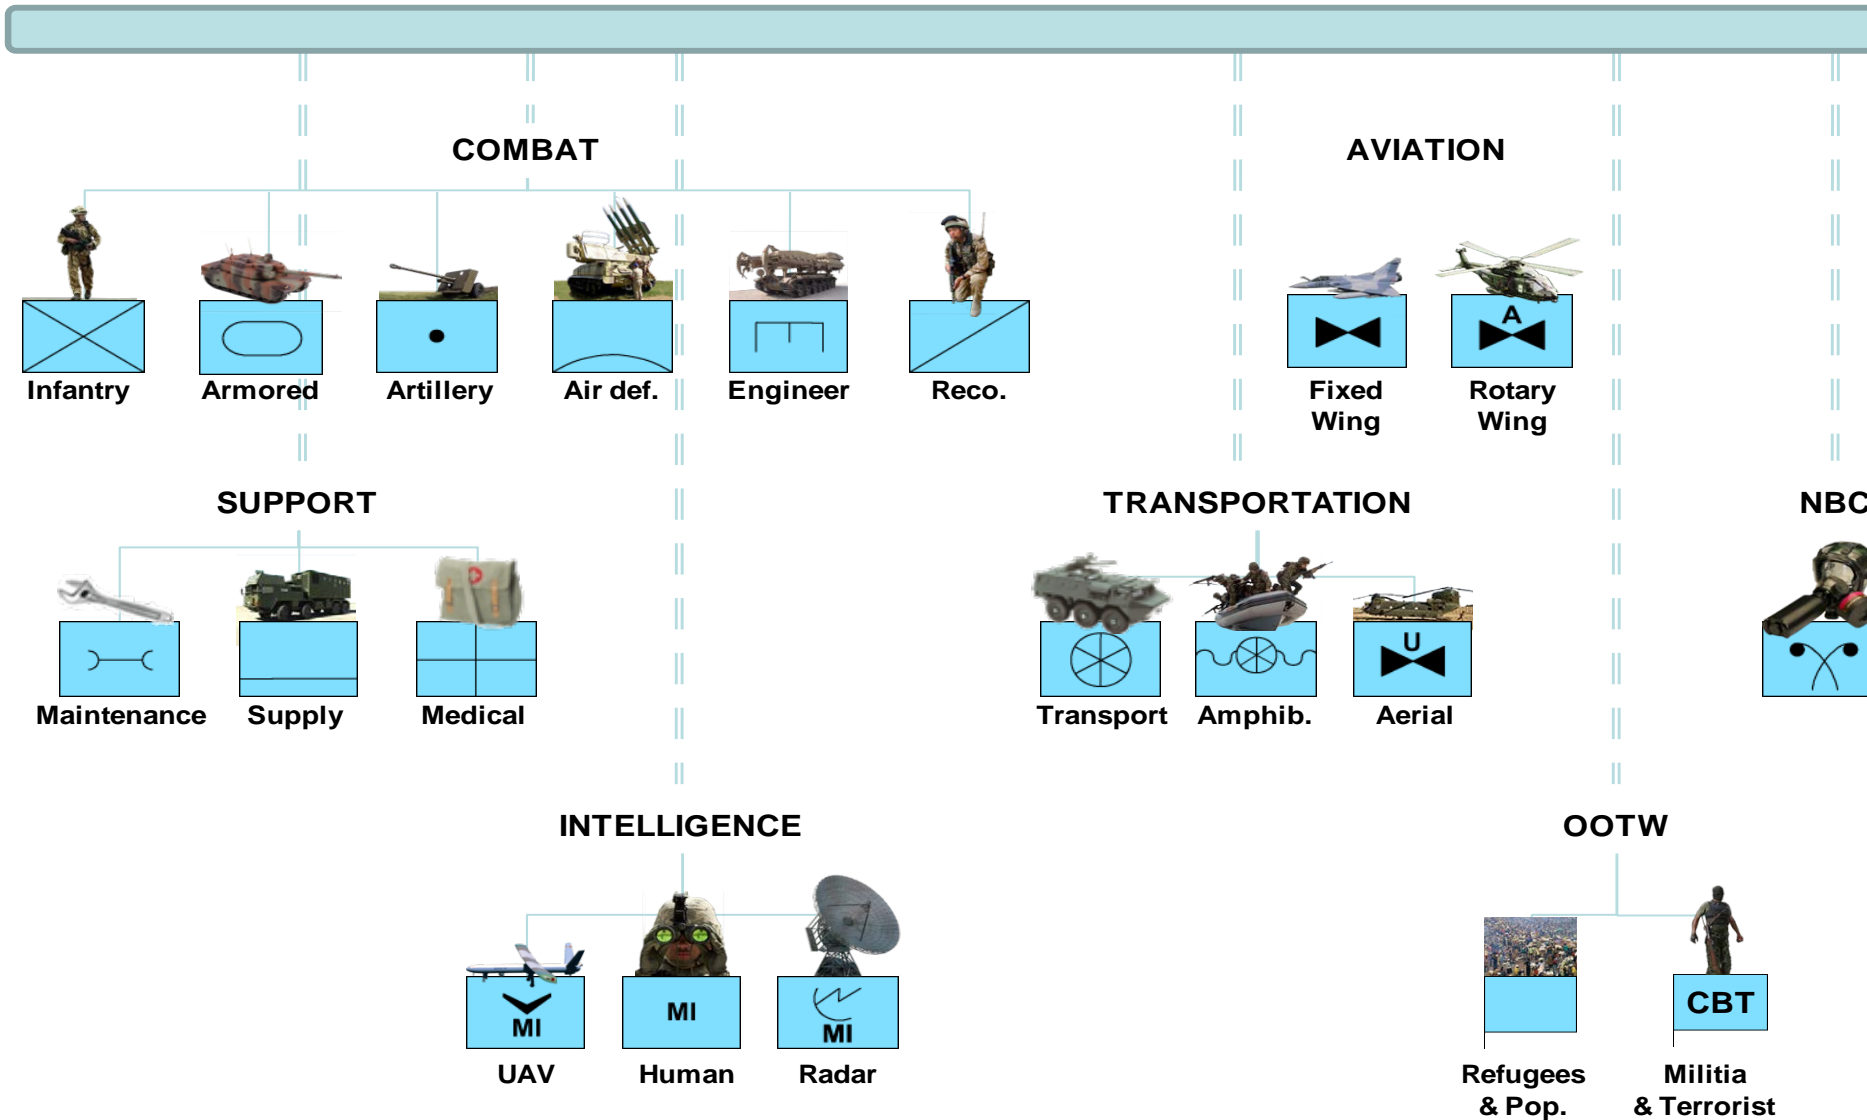 COMBAT
AVIATION
Infantry
Armored
Artillery
Air def.
Engineer
Reco.
A
Fixed
Wing
Rotary
Wing
SUPPORT
TRANSPORTATION
NBC
U
Maintenance
Supply
Medical
Transport
Amphib.
Aerial
INTELLIGENCE
OOTW
MI
MI
MI
CBT
UAV
Human
Radar
Refugees
& Pop.
Militia
& Terrorist